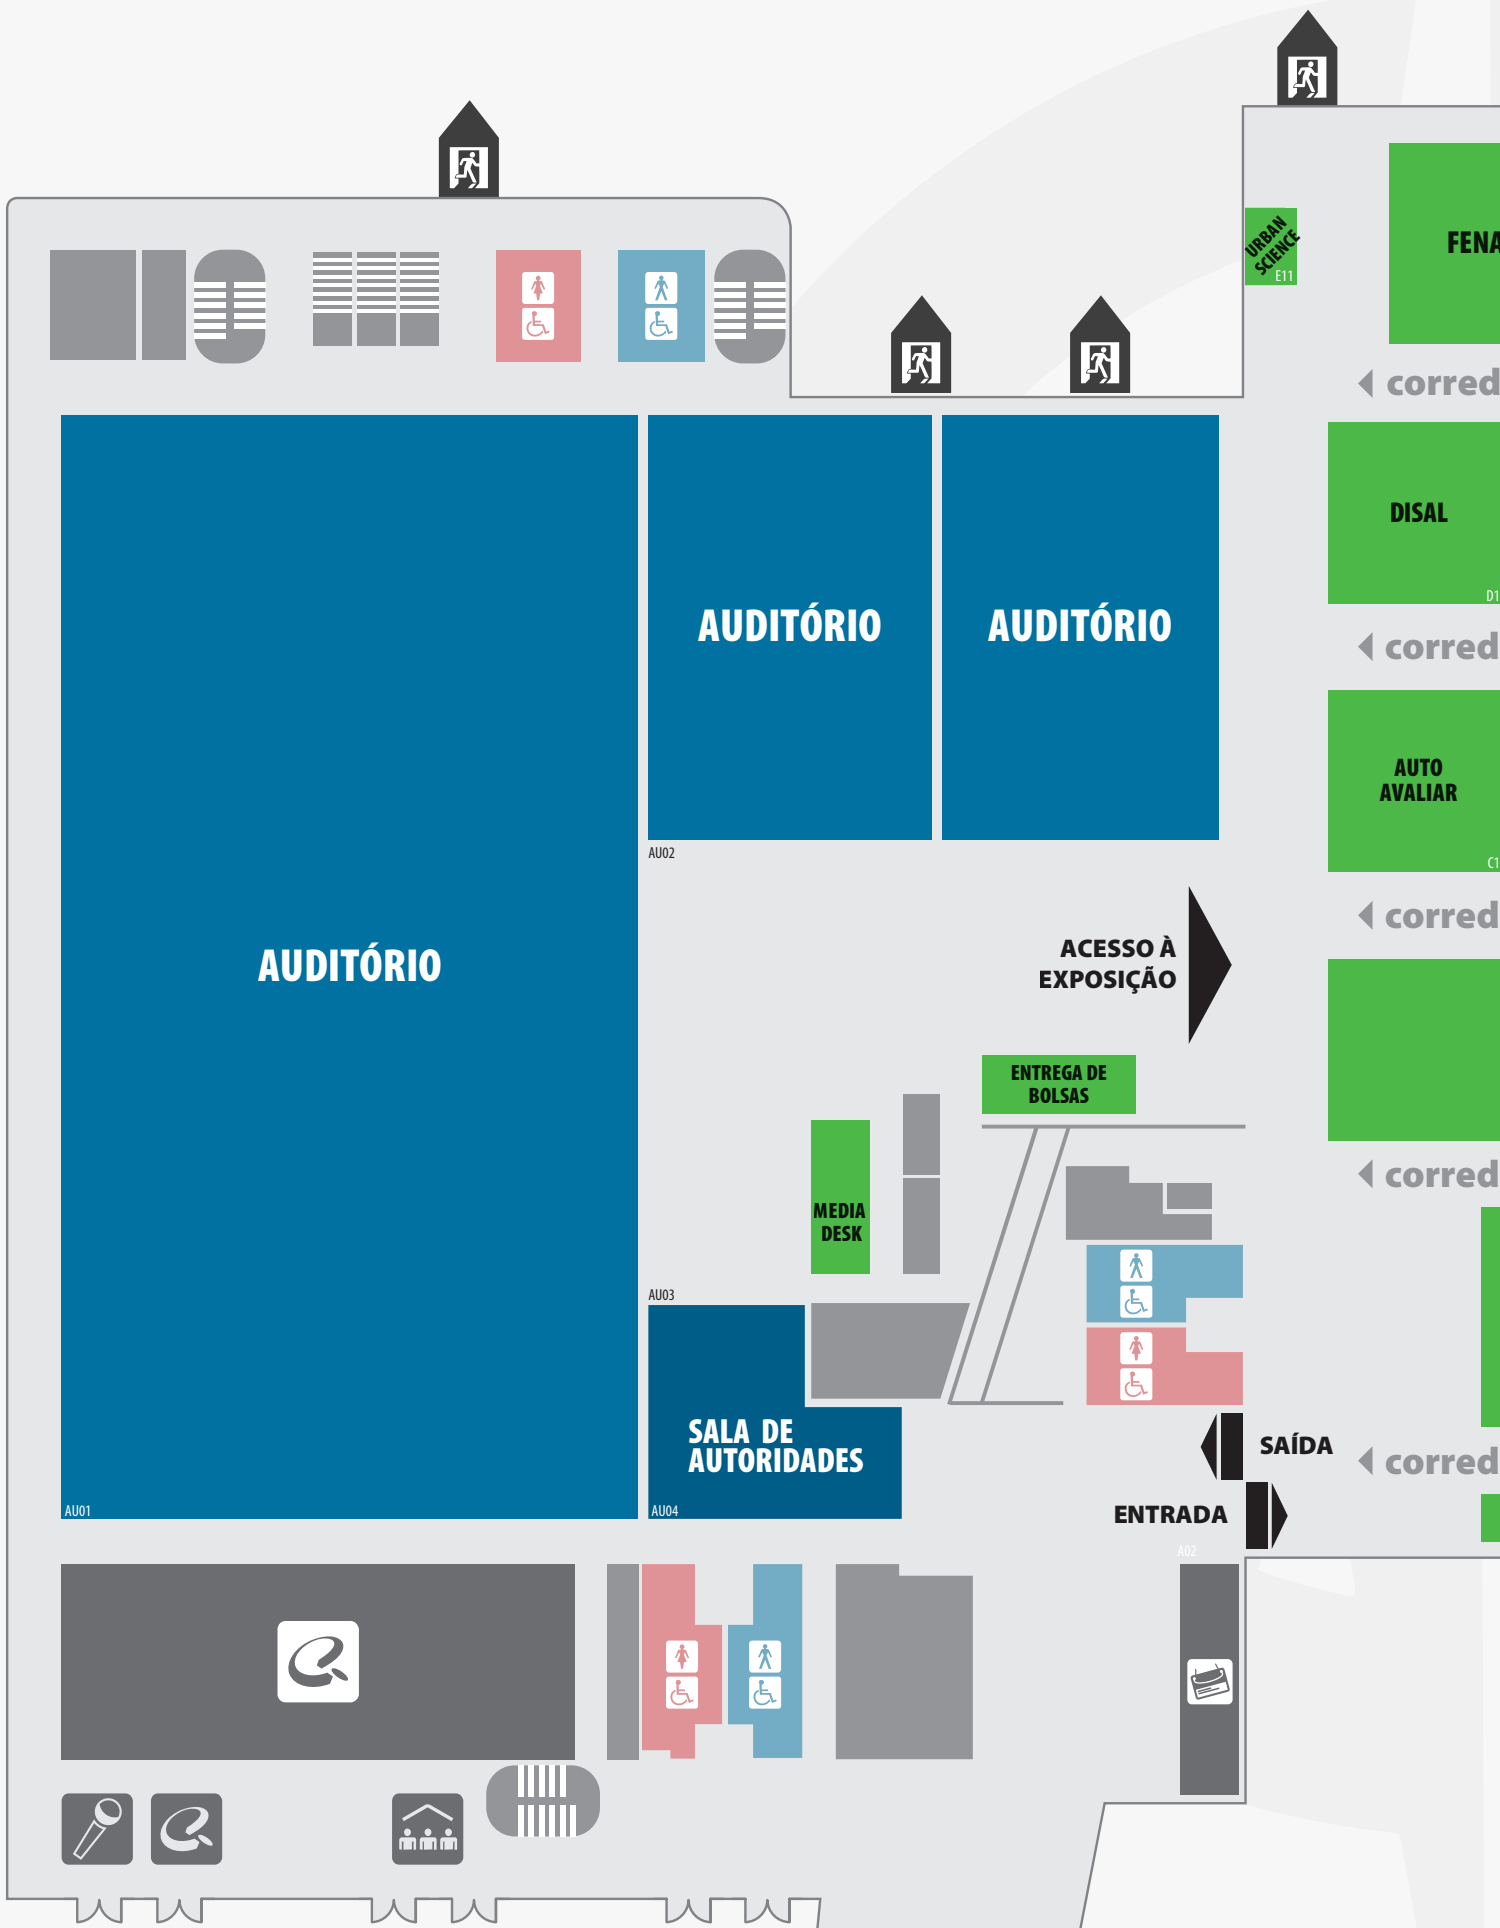 URBAN
SCIENCE
E11
FENA
corred
DISAL
D1
AUDITÓRIO
AUDITÓRIO
corred
AUTO
AVALIAR
AU02
C1
corred
ACESSO À
EXPOSIÇÃO
AUDITÓRIO
ENTREGA DE
BOLSAS
corred
MEDIA
DESK
AU03
SALA DE
AUTORIDADES
SAÍDA
corred
AU01
AU04
ENTRADA
A02